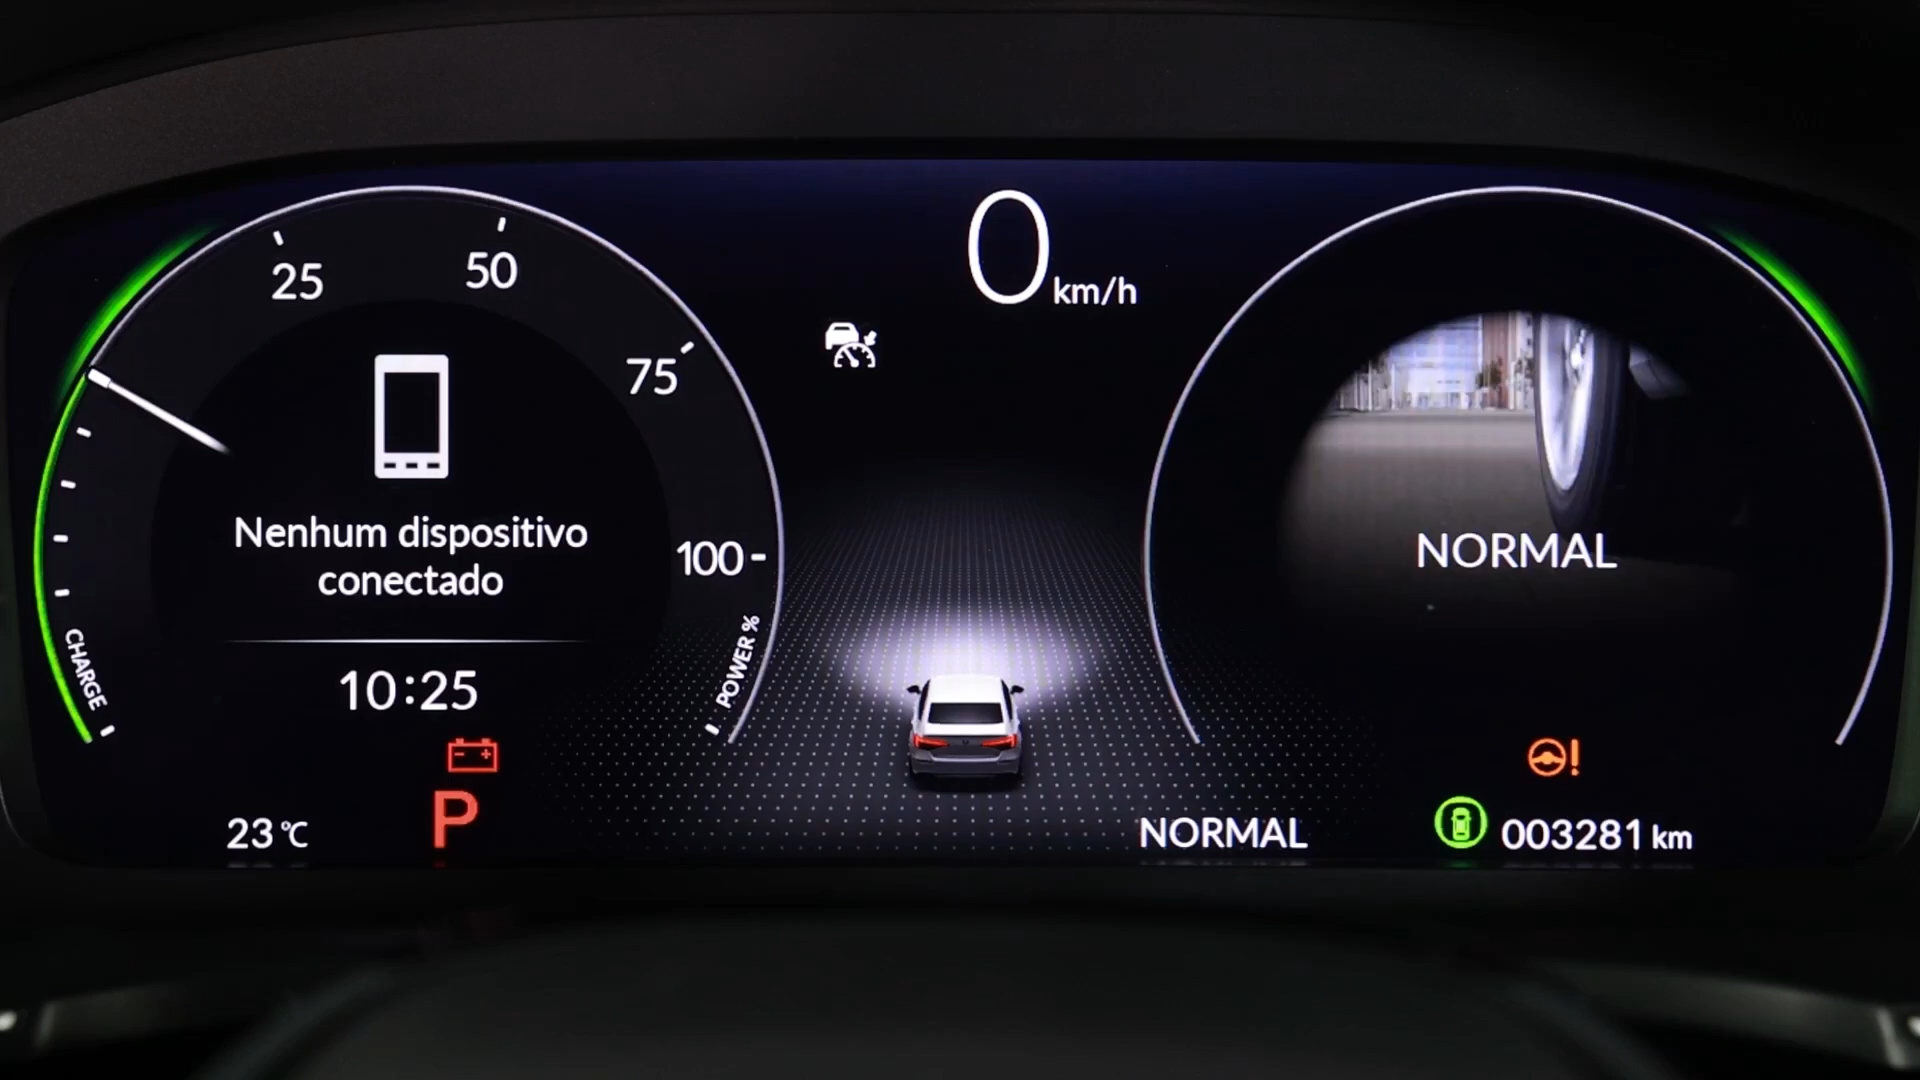 0 km/h
25
50
75
100
POWER %
CHARGE
Nenhum dispositivo
conectado
10:25
NORMAL
23 °C
P
NORMAL
003281 km